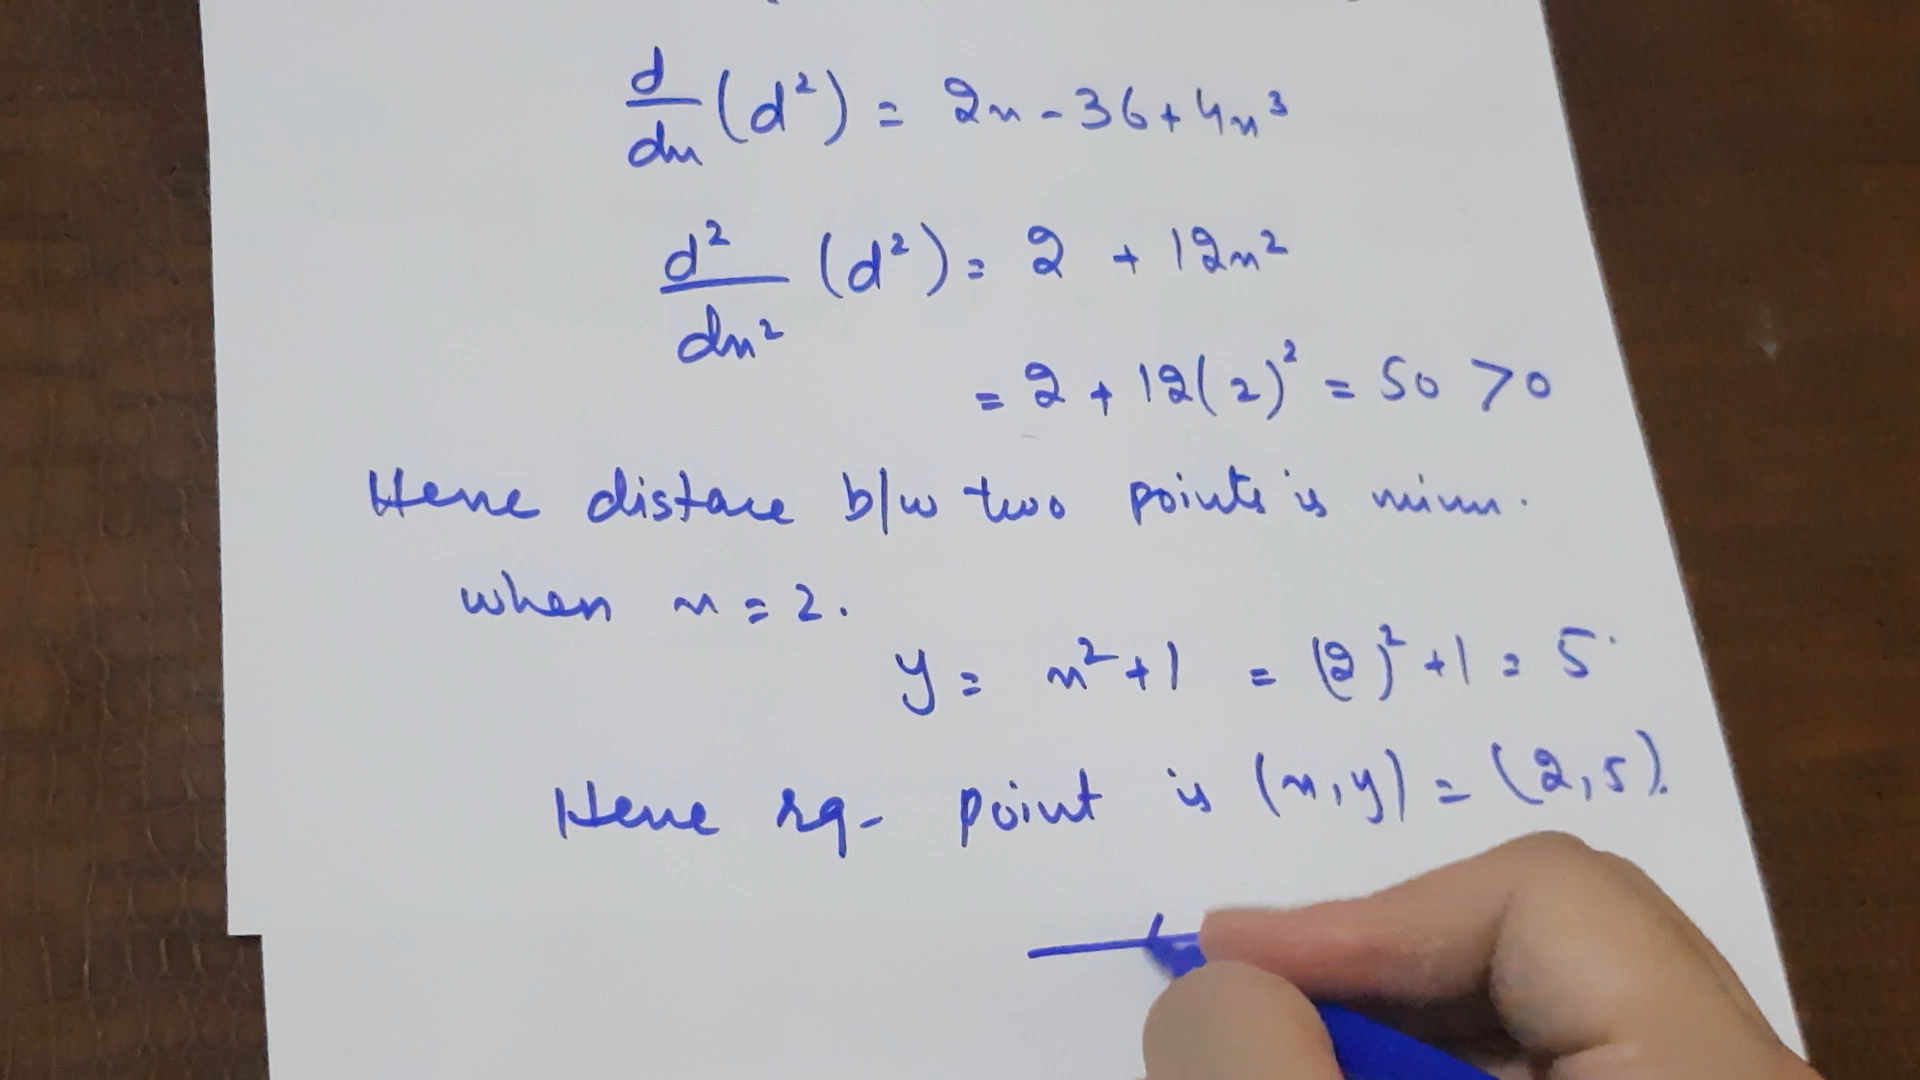 d/dx (d²) = 2x - 36 + 4x³
d²/dx² (d²) = 2 + 12x²
= 2 + 12(2)² = 50 > 0
Hence distace b/w two points is minm.
when x = 2.
y = x² + 1 = (2)² + 1 = 5.
Hence rq. point is (x, y) = (2, 5).